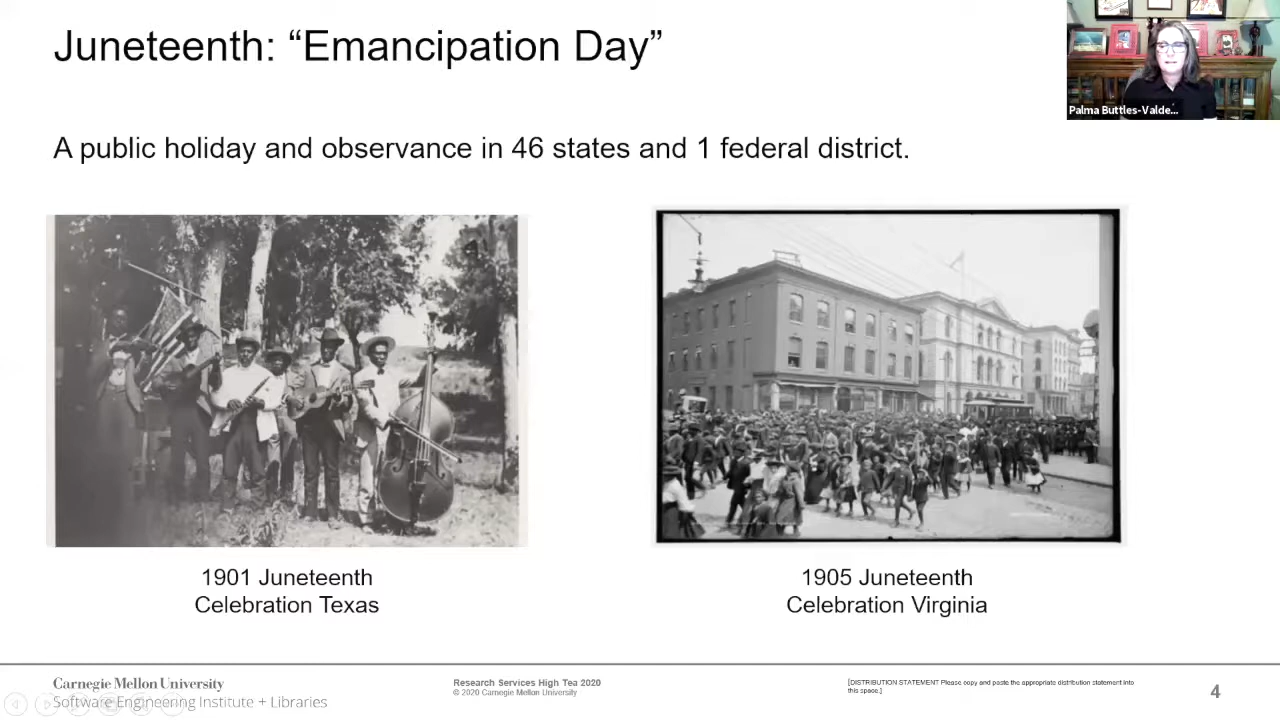 Juneteenth: “Emancipation Day”
Palma Buttles-Valde...
A public holiday and observance in 46 states and 1 federal district.
1901 Juneteenth
Celebration Texas
1905 Juneteenth
Celebration Virginia
Carnegie Mellon University
Software Engineering Institute + Libraries
Research Services High Tea 2020
© 2020 Carnegie Mellon University
[DISTRIBUTION STATEMENT Please copy and paste the appropriate distribution statement into
this space.]
4